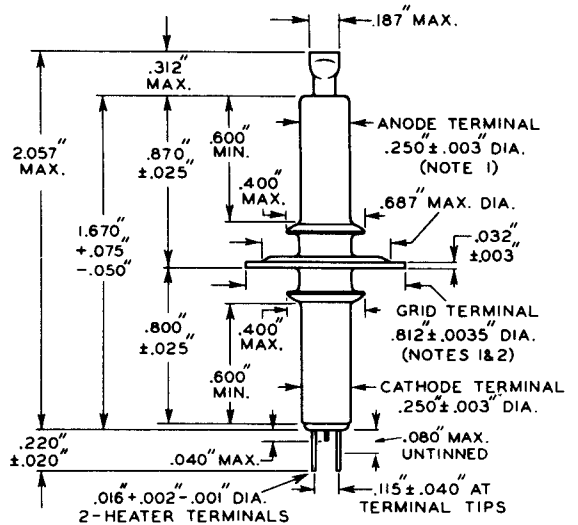 .187" MAX.
.312"
MAX.
ANODE TERMINAL
.250"±.003" DIA.
(NOTE 1)
.600"
MIN.
2.057"
MAX.
.870"
±.025"
.400"
MAX.
.687" MAX. DIA.
1.670"
+.075"
-.050"
.032"
±.003"
GRID TERMINAL
.812"±.0035" DIA.
(NOTES 1&2)
.800"
±.025"
.400"
MAX.
.600"
MIN.
CATHODE TERMINAL
.250"±.003" DIA.
.220"
±.020"
.040" MAX.
.080" MAX.
UNTINNED
.016"+.002"-.001" DIA.
2-HEATER TERMINALS
.115"±.040" AT
TERMINAL TIPS